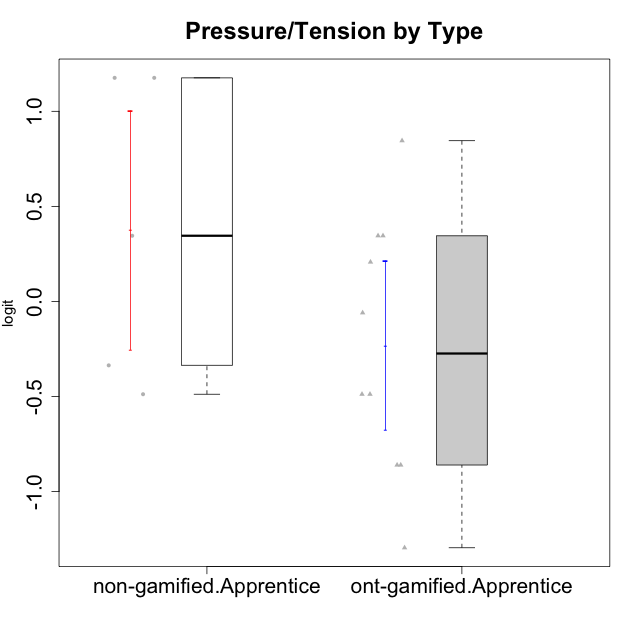 Pressure/Tension by Type
logit
1.0
0.5
0.0
-0.5
-1.0
non-gamified.Apprentice
ont-gamified.Apprentice